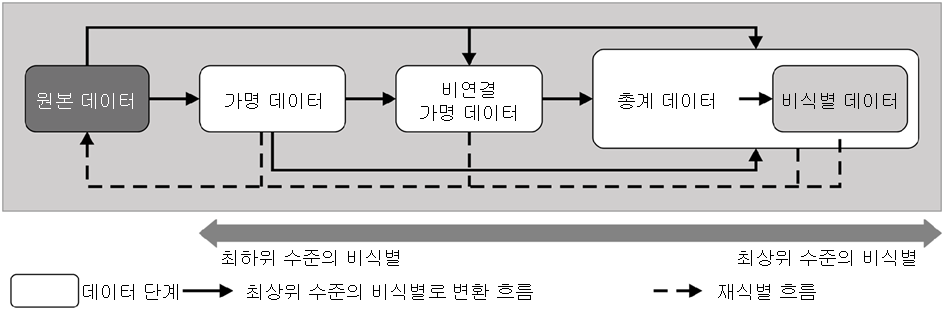 원본 데이터
가명 데이터
비연결
가명 데이터
총계 데이터
비식별 데이터
최하위 수준의 비식별
최상위 수준의 비식별
데이터 단계
최상위 수준의 비식별로 변환 흐름
재식별 흐름